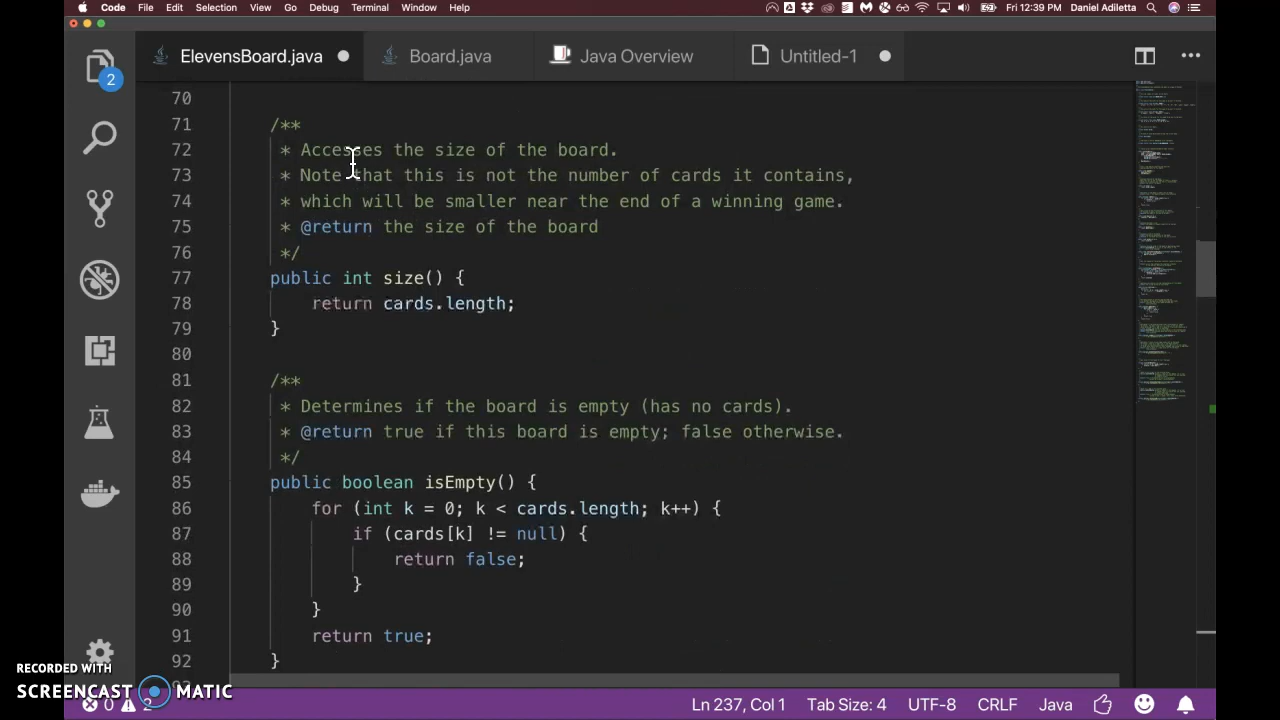 Code File Edit Selection View Go Debug Terminal Window Help Fri 12:39 PM Daniel Adiletta
ElevensBoard.java Board.java Java Overview Untitled-1
2
70
71 /**
72 * Accesses the size of the board.
73 * Note that this is not the number of cards it contains,
74 * which will be smaller near the end of a winning game.
75 * @return the size of the board
76 */
77 public int size() {
78 return cards.length;
79 }
80
81 /**
82 * Determines if the board is empty (has no cards).
83 * @return true if this board is empty; false otherwise.
84 */
85 public boolean isEmpty() {
86 for (int k = 0; k < cards.length; k++) {
87 if (cards[k] != null) {
88 return false;
89 }
90 }
91 return true;
92 }
RECORDED WITH
SCREENCAST MATIC
0 2 Ln 237, Col 1 Tab Size: 4 UTF-8 CRLF Java